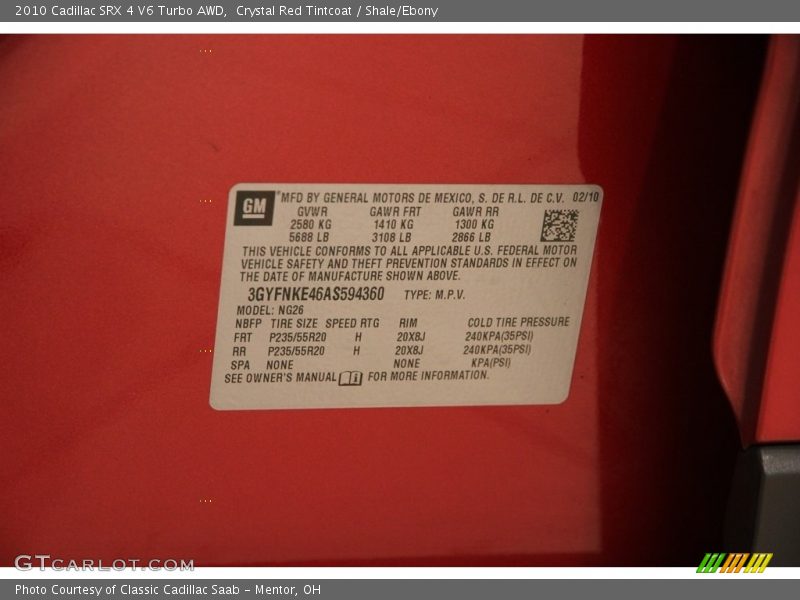 2010 Cadillac SRX 4 V6 Turbo AWD,  Crystal Red Tintcoat / Shale/Ebony
GM
MFD BY GENERAL MOTORS DE MEXICO, S. DE R.L. DE C.V. 02/10
GVWR GAWR FRT GAWR RR
2580 KG 1410 KG 1300 KG
5688 LB 3108 LB 2866 LB
THIS VEHICLE CONFORMS TO ALL APPLICABLE U.S. FEDERAL MOTOR
VEHICLE SAFETY AND THEFT PREVENTION STANDARDS IN EFFECT ON
THE DATE OF MANUFACTURE SHOWN ABOVE.
3GYFNKE46AS594360 TYPE: M.P.V.
MODEL: NG26
NBFP TIRE SIZE SPEED RTG RIM COLD TIRE PRESSURE
FRT P235/55R20 H 20X8J 240KPA(35PSI)
RR P235/55R20 H 20X8J 240KPA(35PSI)
SPA NONE NONE KPA(PSI)
SEE OWNER'S MANUAL FOR MORE INFORMATION.
GTCARLOT.COM
Photo Courtesy of Classic Cadillac Saab - Mentor, OH